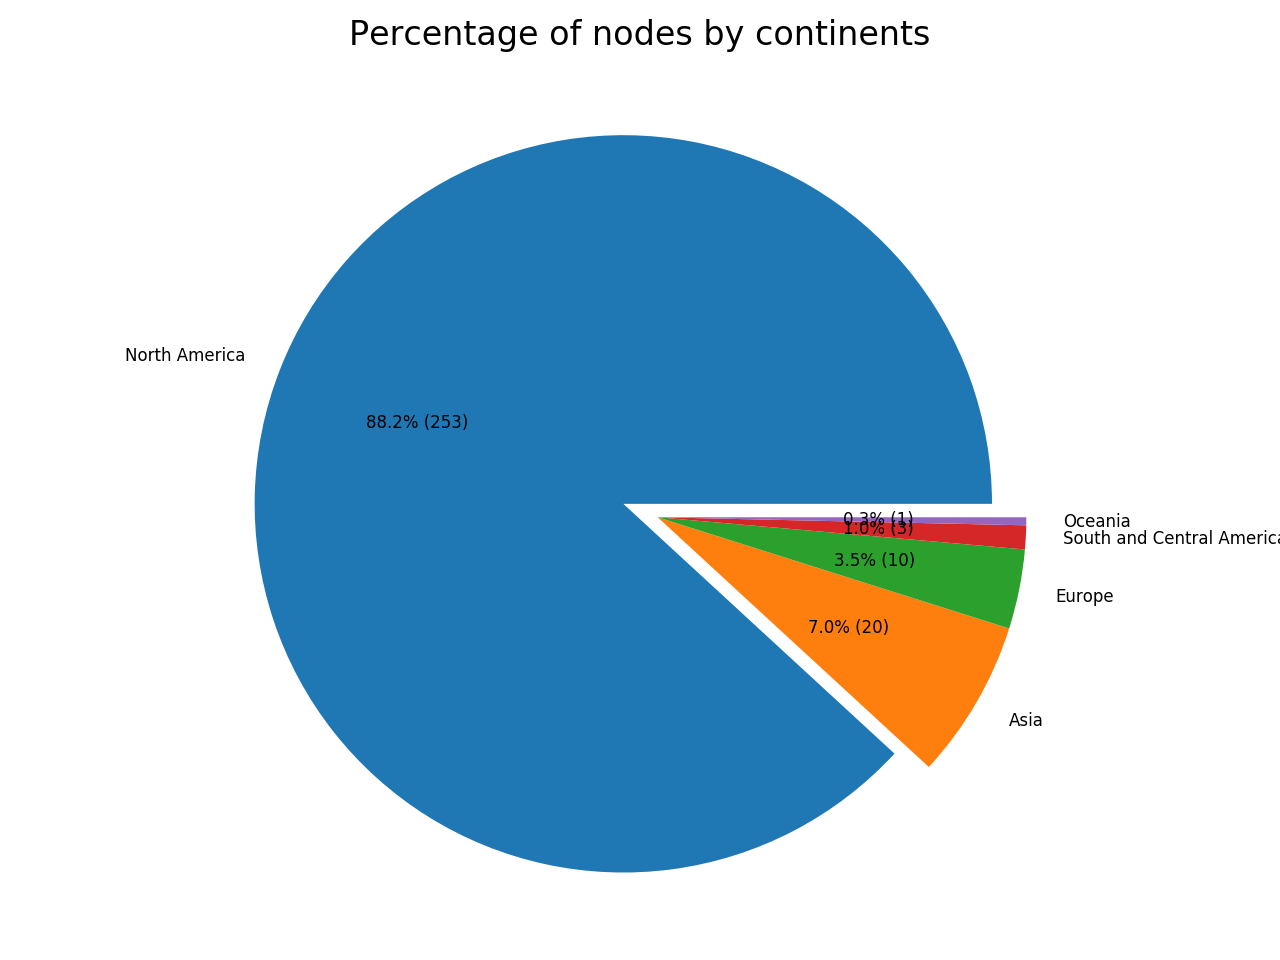 Percentage of nodes by continents
North America
88.2% (253)
0.3% (1)
Oceania
1.0% (3)
South and Central America
3.5% (10)
Europe
7.0% (20)
Asia